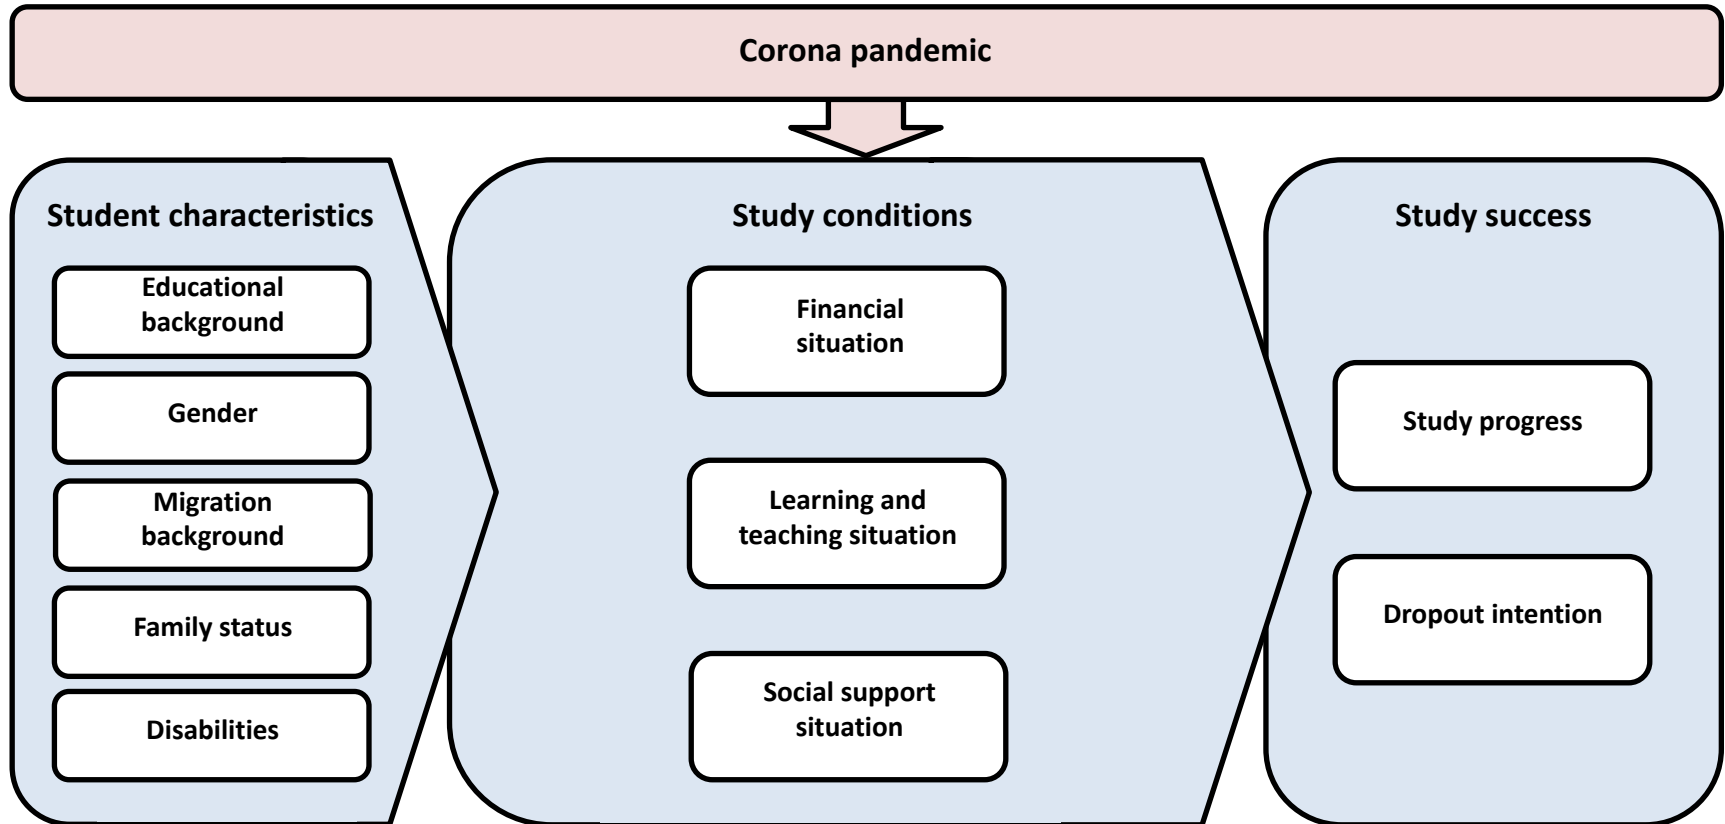 Corona pandemic
Student characteristics
Educational
background
Gender
Migration
background
Family status
Disabilities
Study conditions
Financial
situation
Learning and
teaching situation
Social support
situation
Study success
Study progress
Dropout intention